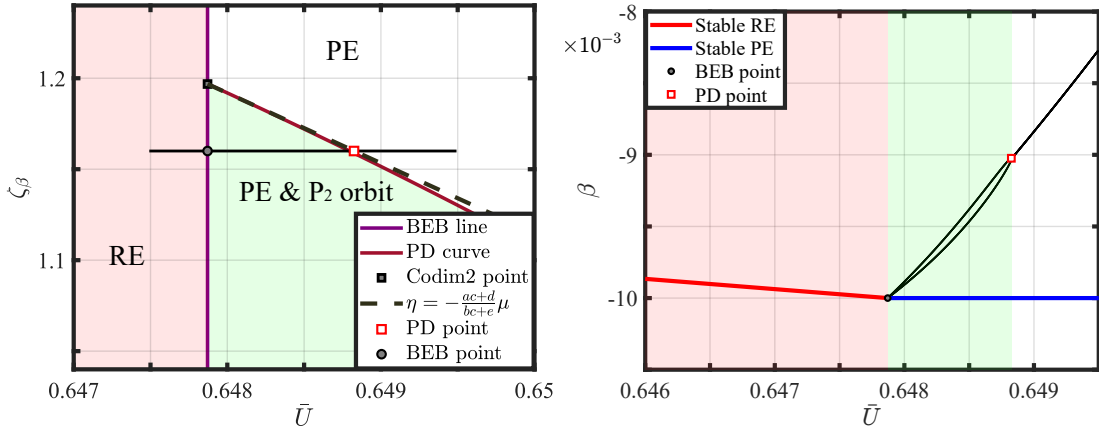 PE
PE & P₂ orbit
RE
1.2
1.1
ζ_β
BEB line
PD curve
Codim2 point
η = −\frac{ac+d}{bc+e}μ
PD point
BEB point
0.647
0.648
0.649
0.65
Ū
-8
×10⁻³
-9
-10
β
Stable RE
Stable PE
BEB point
PD point
0.646
0.647
0.648
0.649
Ū